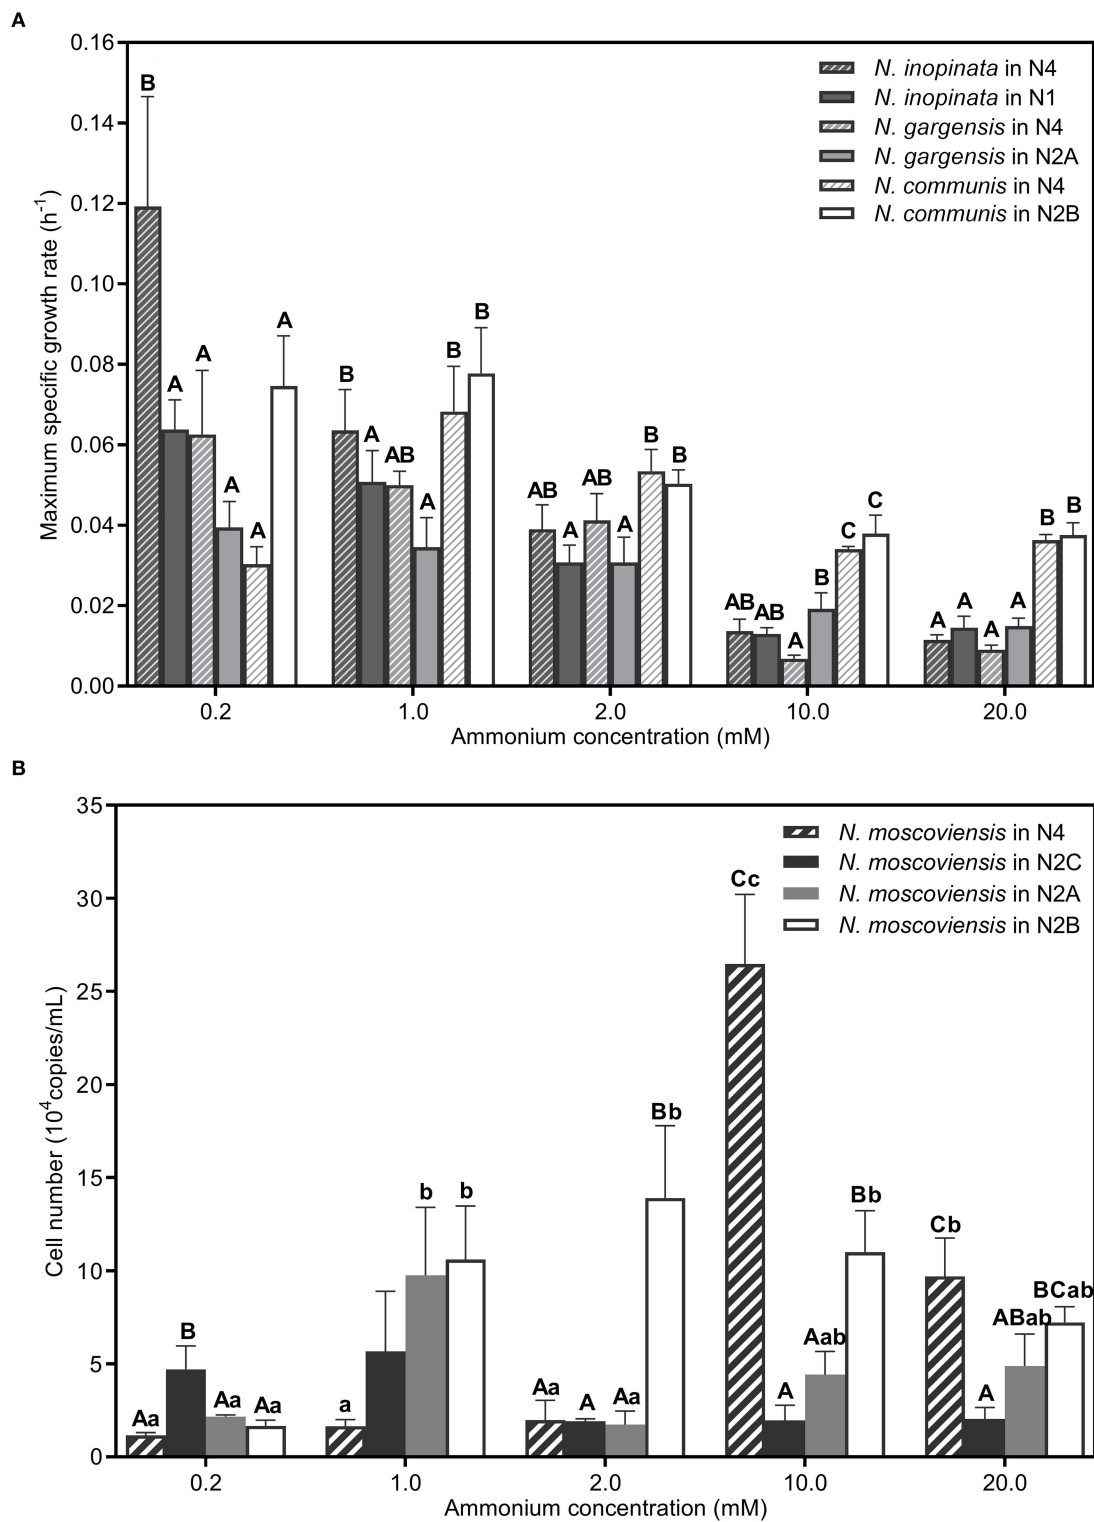 A
Maximum specific growth rate (h⁻¹)
0.16
0.14
0.12
0.10
0.08
0.06
0.04
0.02
0.00
N. inopinata in N4
N. inopinata in N1
N. gargensis in N4
N. gargensis in N2A
N. communis in N4
N. communis in N2B
B A A A A A
B A AB A B B
AB A AB A B B
AB AB A B C C
A A A A B B
0.2 1.0 2.0 10.0 20.0
Ammonium concentration (mM)
B
Cell number (10⁴copies/mL)
35
30
25
20
15
10
5
0
N. moscoviensis in N4
N. moscoviensis in N2C
N. moscoviensis in N2A
N. moscoviensis in N2B
Aa B Aa Aa
a b b
Aa A Aa Bb
Cc A Aab Bb
Cb A ABab BCab
0.2 1.0 2.0 10.0 20.0
Ammonium concentration (mM)